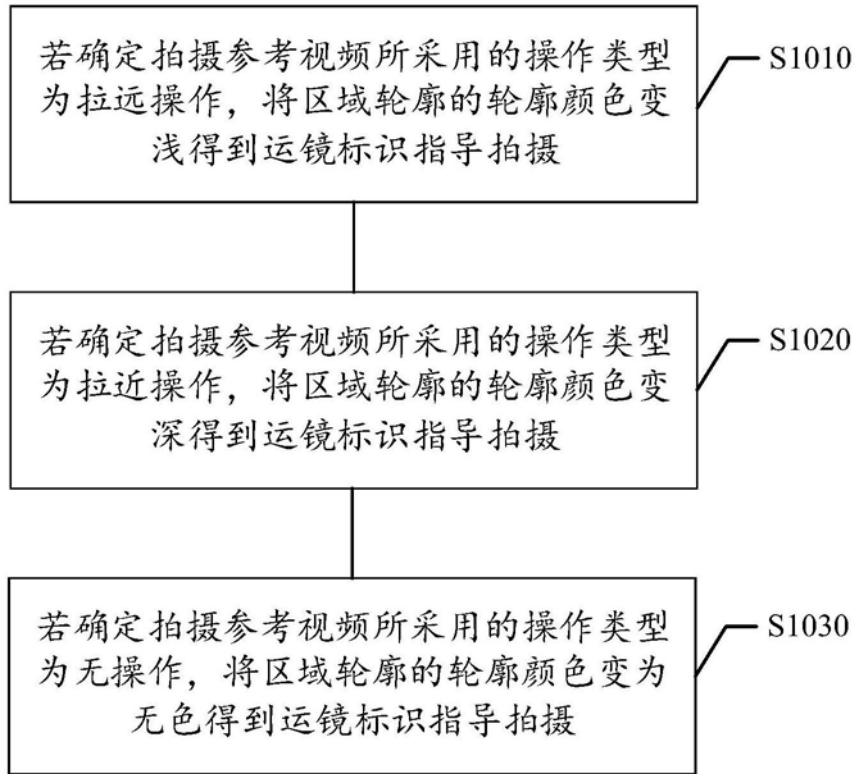 若确定拍摄参考视频所采用的操作类型
为拉远操作，将区域轮廓的轮廓颜色变
浅得到运镜标识指导拍摄
S1010
若确定拍摄参考视频所采用的操作类型
为拉近操作，将区域轮廓的轮廓颜色变
深得到运镜标识指导拍摄
S1020
若确定拍摄参考视频所采用的操作类型
为无操作，将区域轮廓的轮廓颜色变为
无色得到运镜标识指导拍摄
S1030